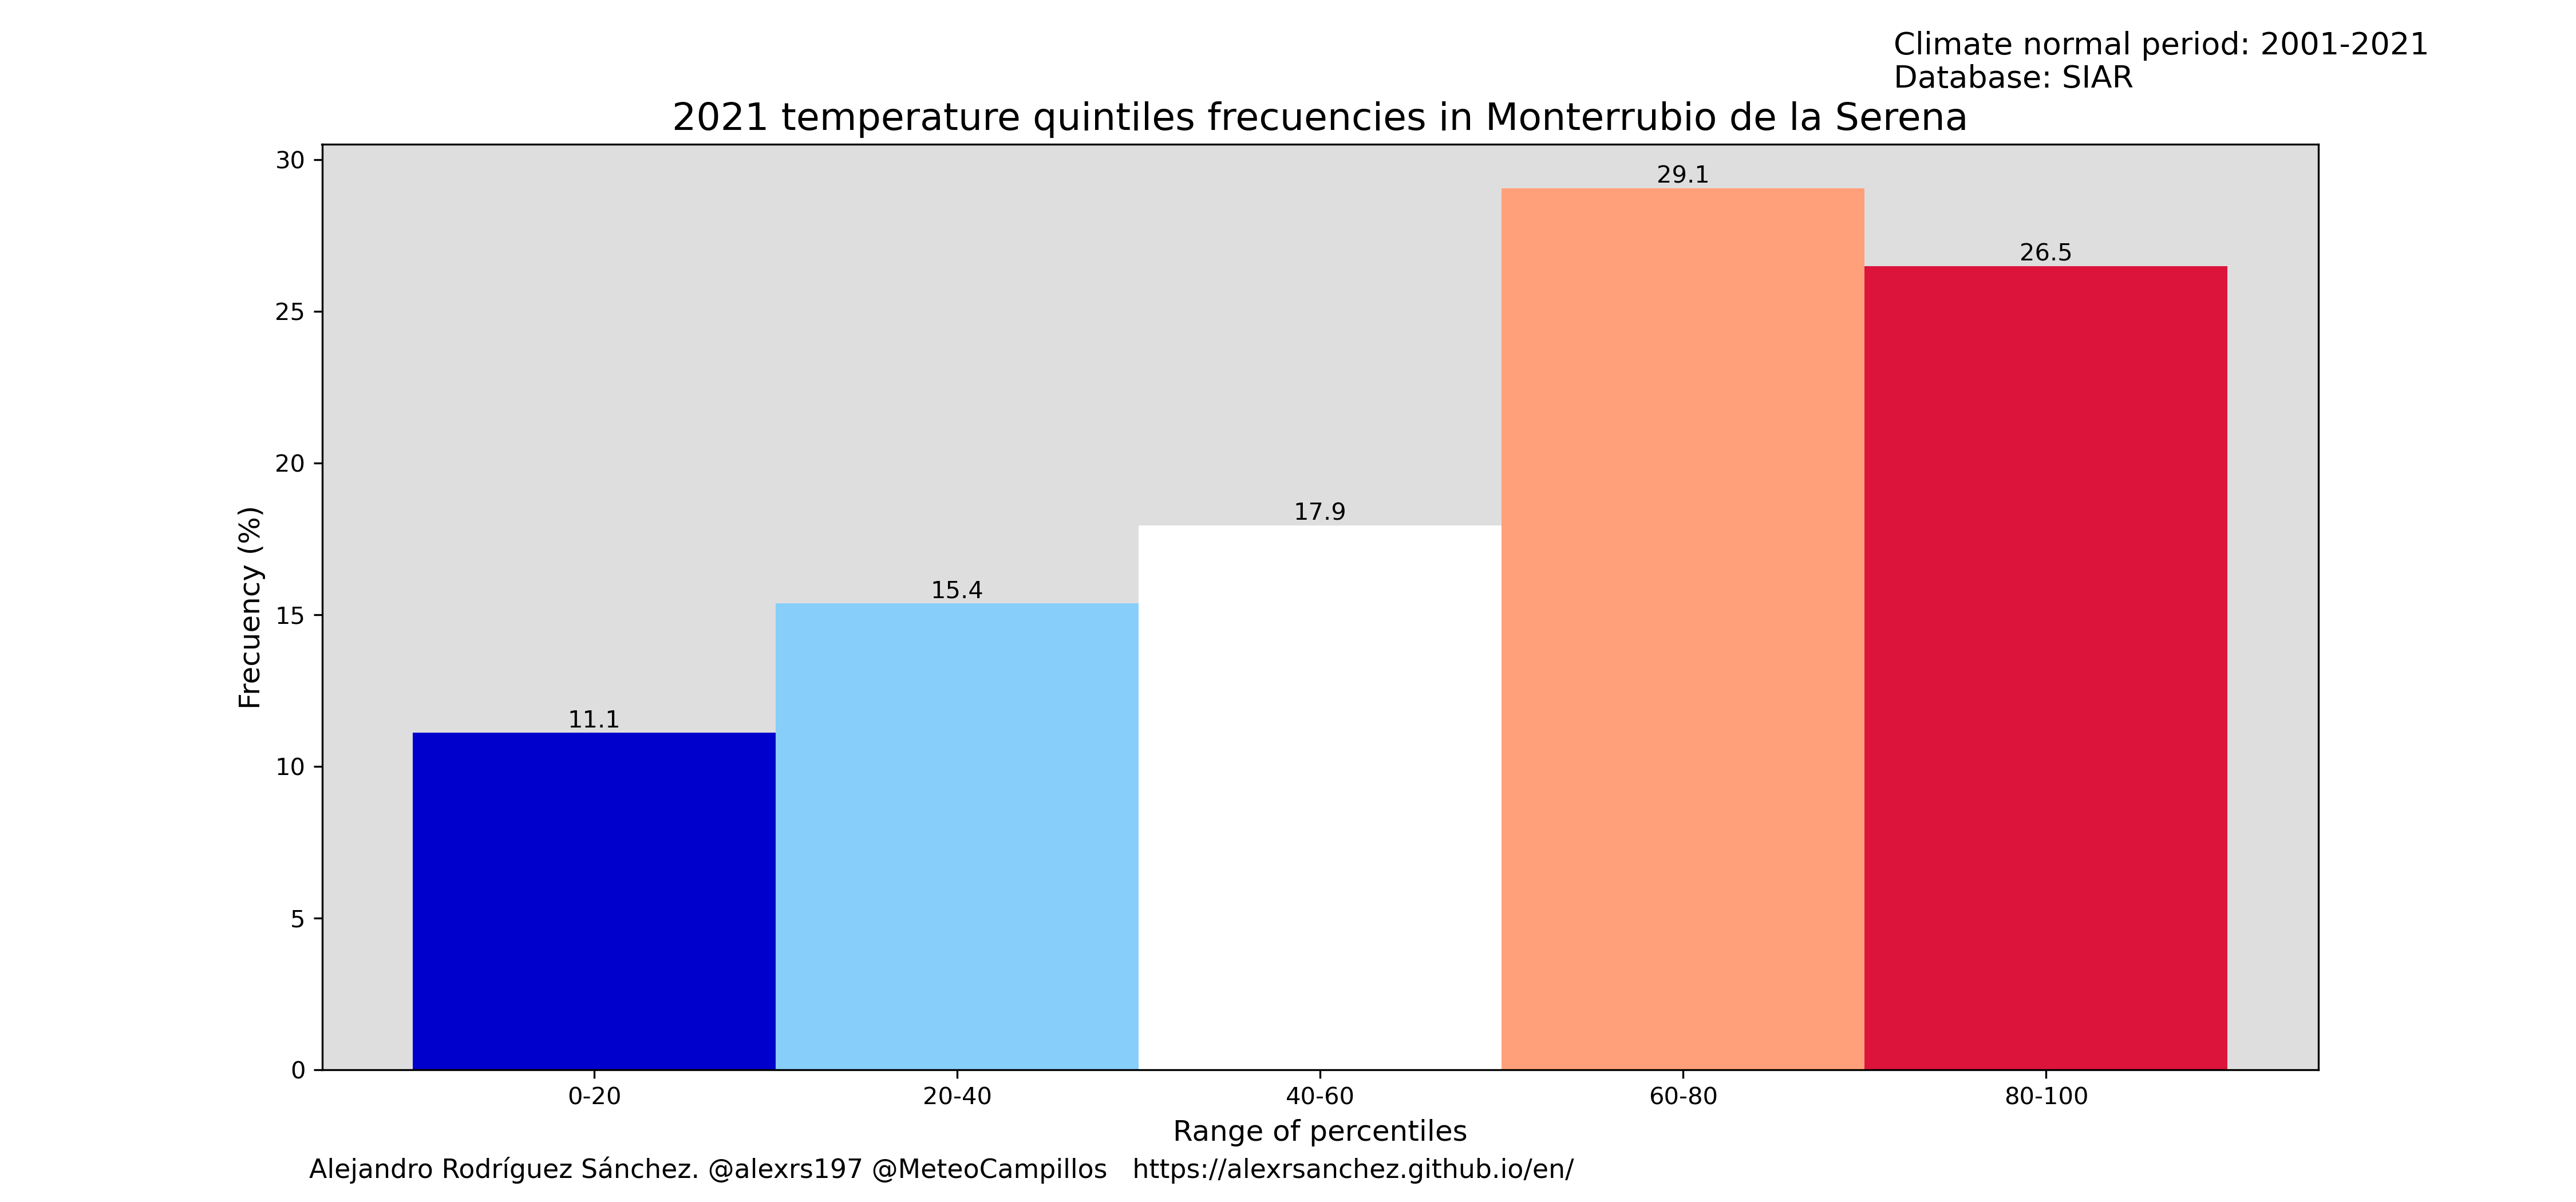 Climate normal period: 2001-2021
Database: SIAR
2021 temperature quintiles frecuencies in Monterrubio de la Serena
30
25
20
15
10
5
0
Frecuency (%)
11.1
15.4
17.9
29.1
26.5
0-20
20-40
40-60
60-80
80-100
Range of percentiles
Alejandro Rodríguez Sánchez. @alexrs197 @MeteoCampillos   https://alexrsanchez.github.io/en/